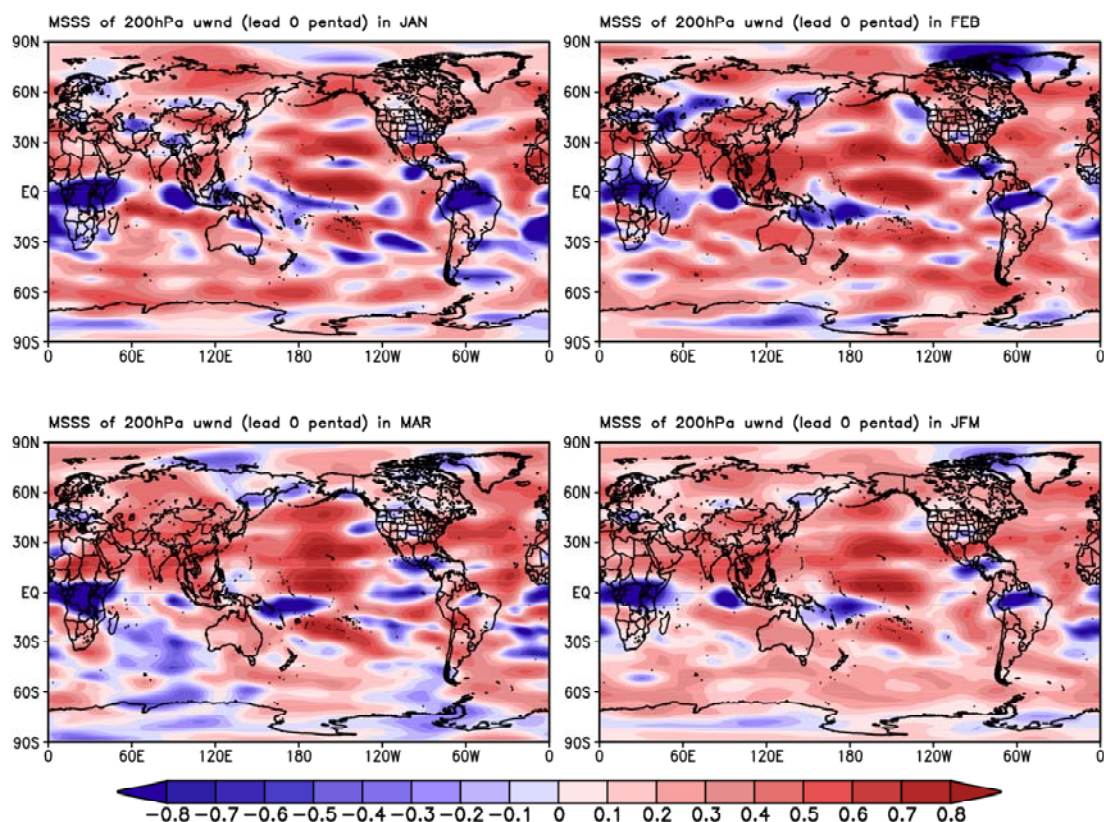 MSSS of 200hPa uwnd (lead 0 pentad) in JAN
90N
60N
30N
EQ
30S
60S
90S
0 60E 120E 180 120W 60W 0
MSSS of 200hPa uwnd (lead 0 pentad) in FEB
90N
60N
30N
EQ
30S
60S
90S
0 60E 120E 180 120W 60W 0
MSSS of 200hPa uwnd (lead 0 pentad) in MAR
90N
60N
30N
EQ
30S
60S
90S
0 60E 120E 180 120W 60W 0
MSSS of 200hPa uwnd (lead 0 pentad) in JFM
90N
60N
30N
EQ
30S
60S
90S
0 60E 120E 180 120W 60W 0
-0.8 -0.7 -0.6 -0.5 -0.4 -0.3 -0.2 -0.1 0 0.1 0.2 0.3 0.4 0.5 0.6 0.7 0.8